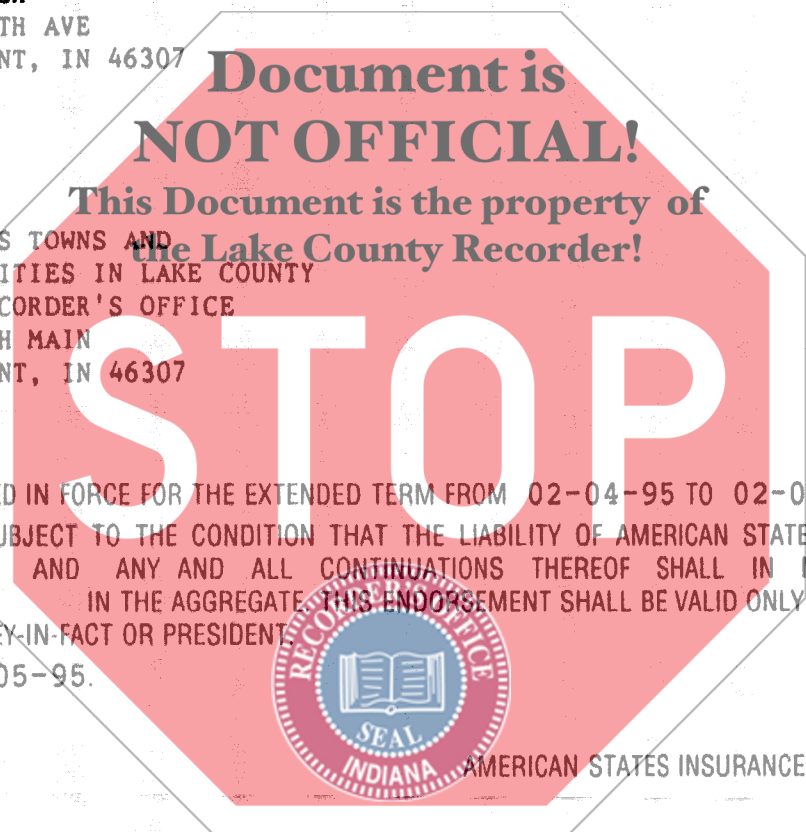 TH AVE
NT, IN 46307
Document is
NOT OFFICIAL!
This Document is the property of
the Lake County Recorder!
S TOWNS AND
ITIES IN LAKE COUNTY
CORDER'S OFFICE
H MAIN
NT, IN 46307
STOP
D IN FORCE FOR THE EXTENDED TERM FROM 02-04-95 TO 02-0
UBJECT TO THE CONDITION THAT THE LIABILITY OF AMERICAN STATE
AND ANY AND ALL CONTINUATIONS THEREOF SHALL IN
IN THE AGGREGATE. THIS ENDORSEMENT SHALL BE VALID ONLY
Y-IN-FACT OR PRESIDENT.
05-95.
RECORDER'S OFFICE
SEAL
INDIANA
AMERICAN STATES INSURANCE